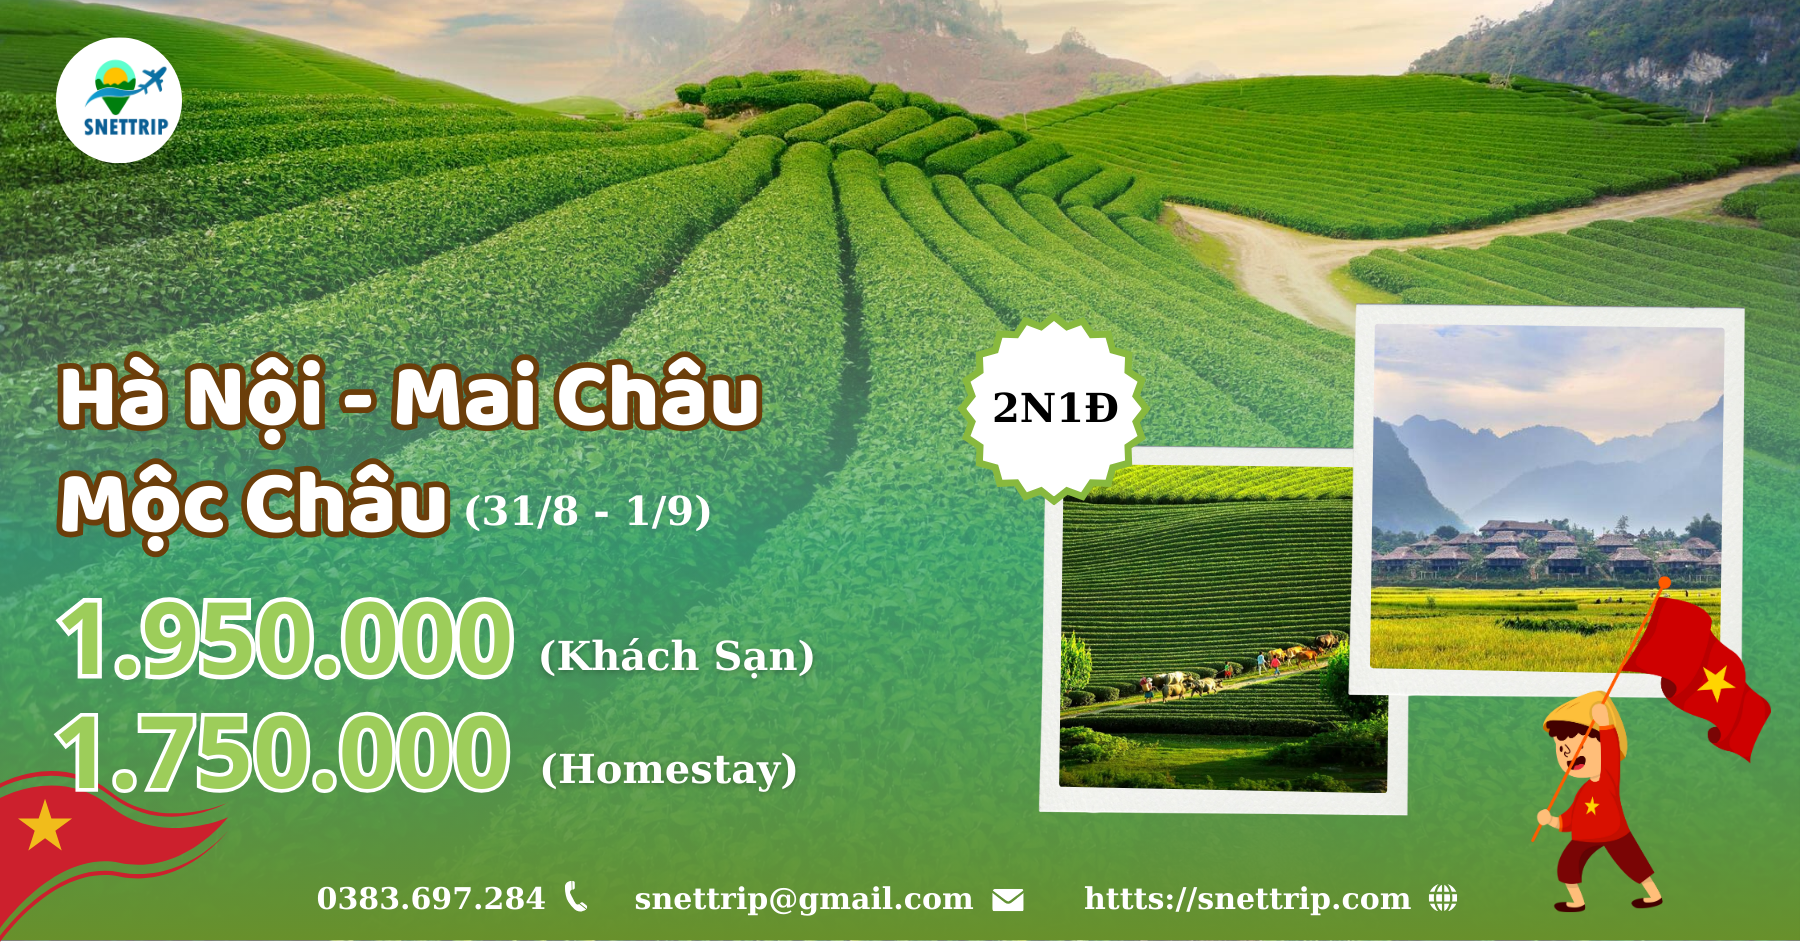 SNETTRIP
Hà Nội - Mai Châu
Mộc Châu (31/8 - 1/9)
2N1Đ
1.950.000 (Khách Sạn)
1.750.000 (Homestay)
0383.697.284 snettrip@gmail.com httts://snettrip.com